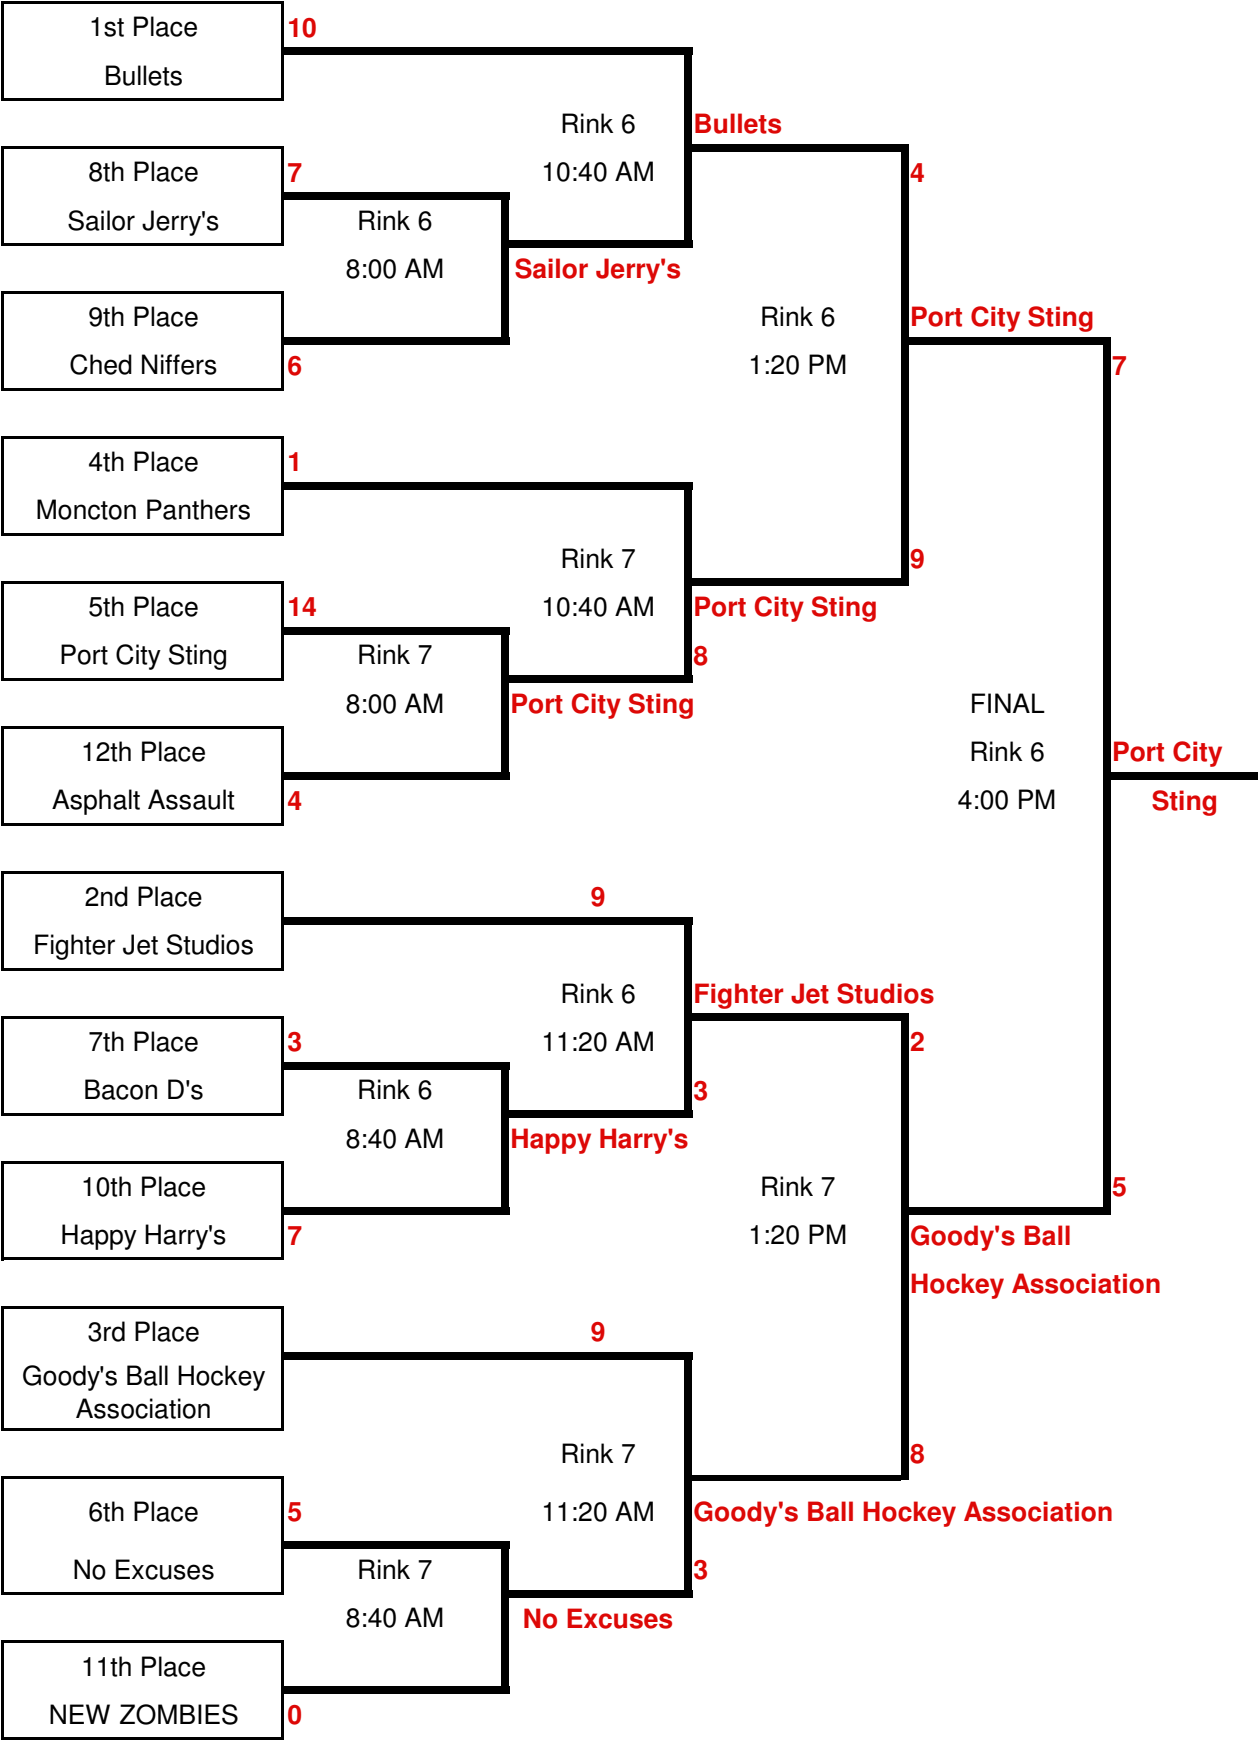 1st Place
10
Bullets
Rink 6
Bullets
8th Place
7
10:40 AM
4
Sailor Jerry's
Rink 6
8:00 AM
Sailor Jerry's
9th Place
Rink 6
Port City Sting
Ched Niffers
6
1:20 PM
7
4th Place
1
Moncton Panthers
Rink 7
9
5th Place
14
10:40 AM
Port City Sting
Port City Sting
Rink 7
8
8:00 AM
Port City Sting
FINAL
12th Place
Rink 6
Port City
Asphalt Assault
4
4:00 PM
Sting
2nd Place
9
Fighter Jet Studios
Rink 6
Fighter Jet Studios
7th Place
3
11:20 AM
2
Bacon D's
Rink 6
3
8:40 AM
Happy Harry's
10th Place
Rink 7
5
Happy Harry's
7
1:20 PM
Goody's Ball
Hockey Association
3rd Place
9
Goody's Ball Hockey
Association
Rink 7
8
6th Place
5
11:20 AM
Goody's Ball Hockey Association
No Excuses
Rink 7
3
8:40 AM
No Excuses
11th Place
NEW ZOMBIES
0